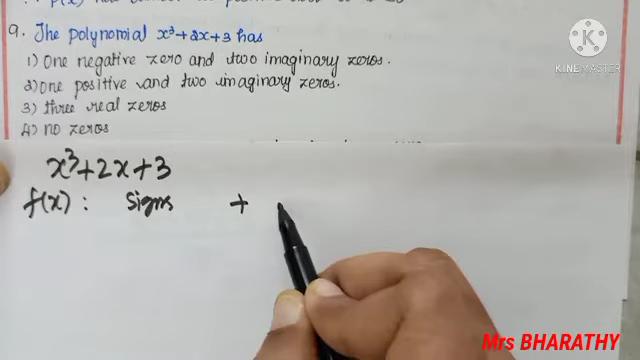 9. The polynomial x³+2x+3 has
1) One negative zero and two imaginary zeros.
2) One positive and two imaginary zeros.
3) three real zeros
4) no zeros
x³+2x+3
f(x) : Signs +
KINEMASTER
Mrs BHARATHY